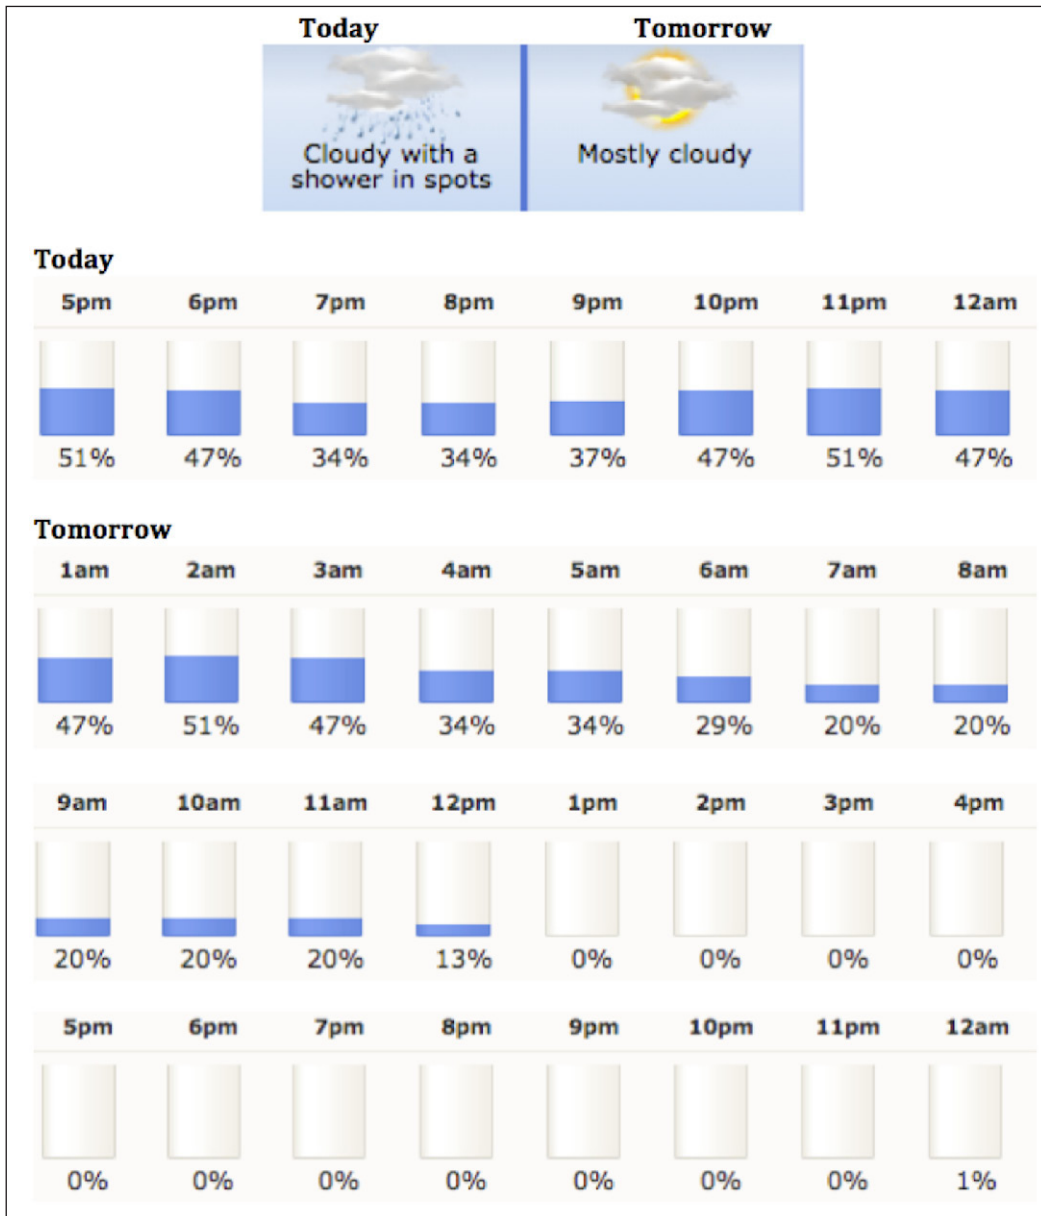 Today Tomorrow
Cloudy with a Mostly cloudy
shower in spots
Today
5pm 6pm 7pm 8pm 9pm 10pm 11pm 12am
51% 47% 34% 34% 37% 47% 51% 47%
Tomorrow
1am 2am 3am 4am 5am 6am 7am 8am
47% 51% 47% 34% 34% 29% 20% 20%
9am 10am 11am 12pm 1pm 2pm 3pm 4pm
20% 20% 20% 13% 0% 0% 0% 0%
5pm 6pm 7pm 8pm 9pm 10pm 11pm 12am
0% 0% 0% 0% 0% 0% 0% 1%